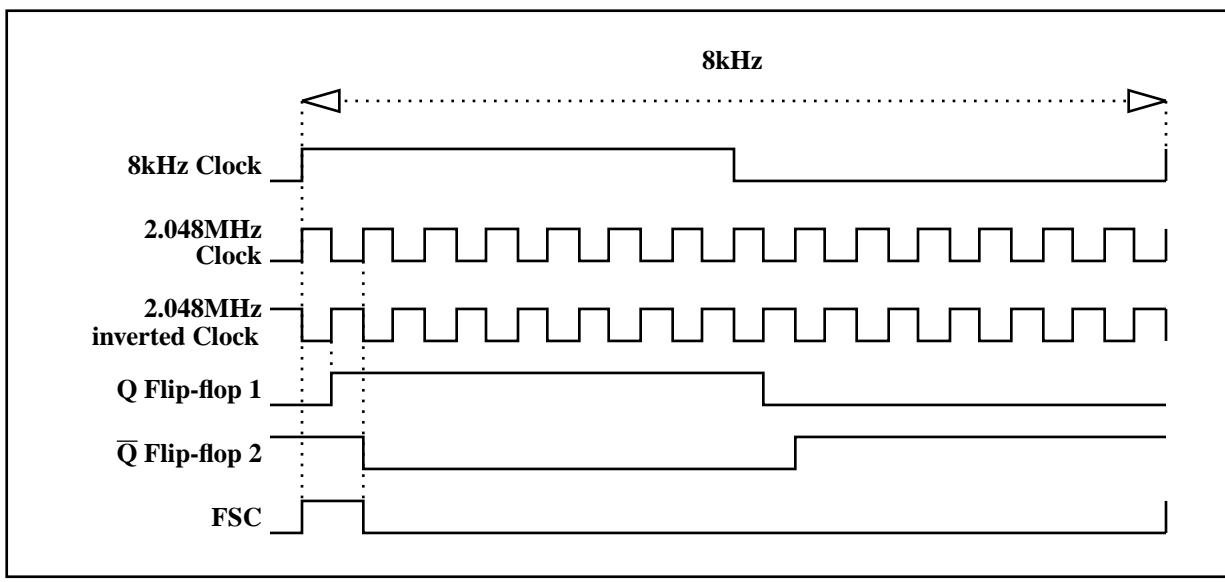 8kHz
8kHz Clock
2.048MHz
Clock
2.048MHz
inverted Clock
Q Flip-flop 1
Q̅ Flip-flop 2
FSC